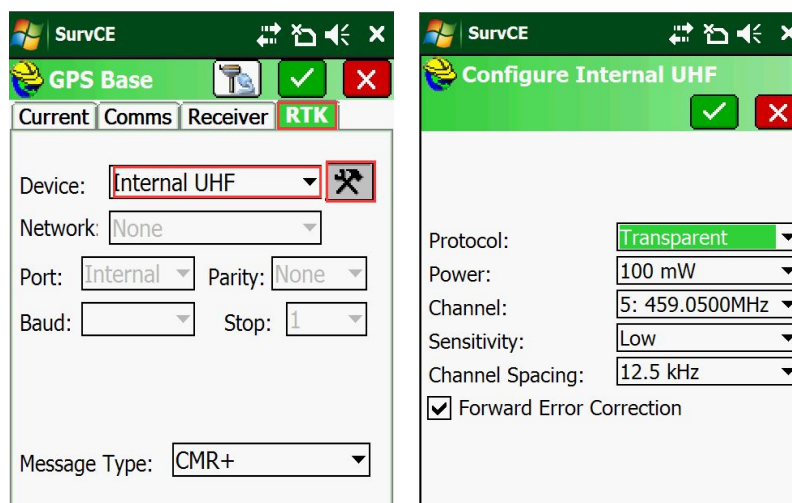 SurvCE
GPS Base
Current Comms Receiver RTK
Device: Internal UHF
Network: None
Port: Internal Parity: None
Baud: Stop: 1
Message Type: CMR+
SurvCE
Configure Internal UHF
Protocol: Transparent
Power: 100 mW
Channel: 5: 459.0500MHz
Sensitivity: Low
Channel Spacing: 12.5 kHz
Forward Error Correction